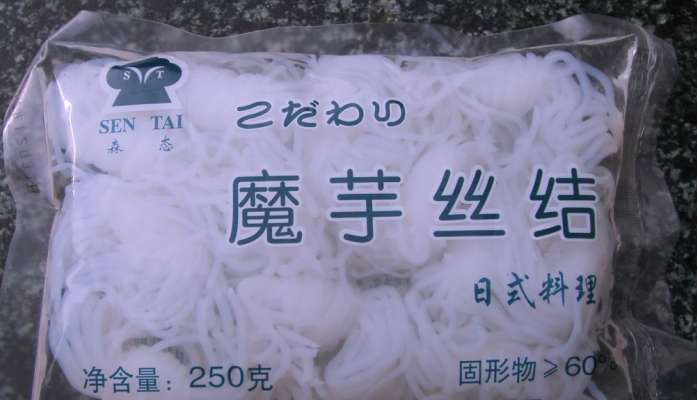 S T
SEN TAI
森态
こだわり
魔芋丝结
日式料理
净含量：250克
固形物≥60%